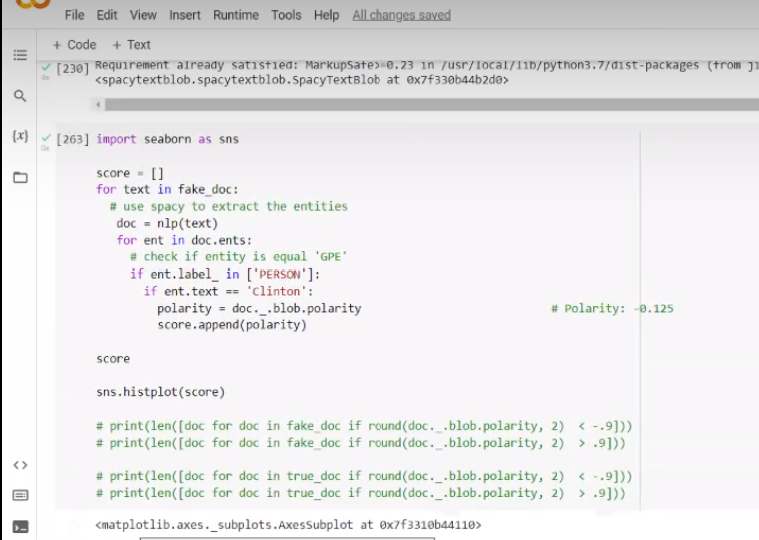 File Edit View Insert Runtime Tools Help All changes saved
+ Code + Text
[230] Requirement already satisfied: MarkupSafe>=0.23 in /usr/local/lib/python3.7/dist-packages (from ji
<spacytextblob.spacytextblob.SpacyTextBlob at 0x7f330b44b2d0>
{x}
[263] import seaborn as sns
score = []
for text in fake_doc:
# use spacy to extract the entities
doc = nlp(text)
for ent in doc.ents:
# check if entity is equal 'GPE'
if ent.label_ in ['PERSON']:
if ent.text == 'Clinton':
polarity = doc._.blob.polarity # Polarity: -0.125
score.append(polarity)
score
sns.histplot(score)
# print(len([doc for doc in fake_doc if round(doc._.blob.polarity, 2) < -.9]))
# print(len([doc for doc in fake_doc if round(doc._.blob.polarity, 2) > .9]))
# print(len([doc for doc in true_doc if round(doc._.blob.polarity, 2) < -.9]))
# print(len([doc for doc in true_doc if round(doc._.blob.polarity, 2) > .9]))
<matplotlib.axes._subplots.AxesSubplot at 0x7f3310b44110>